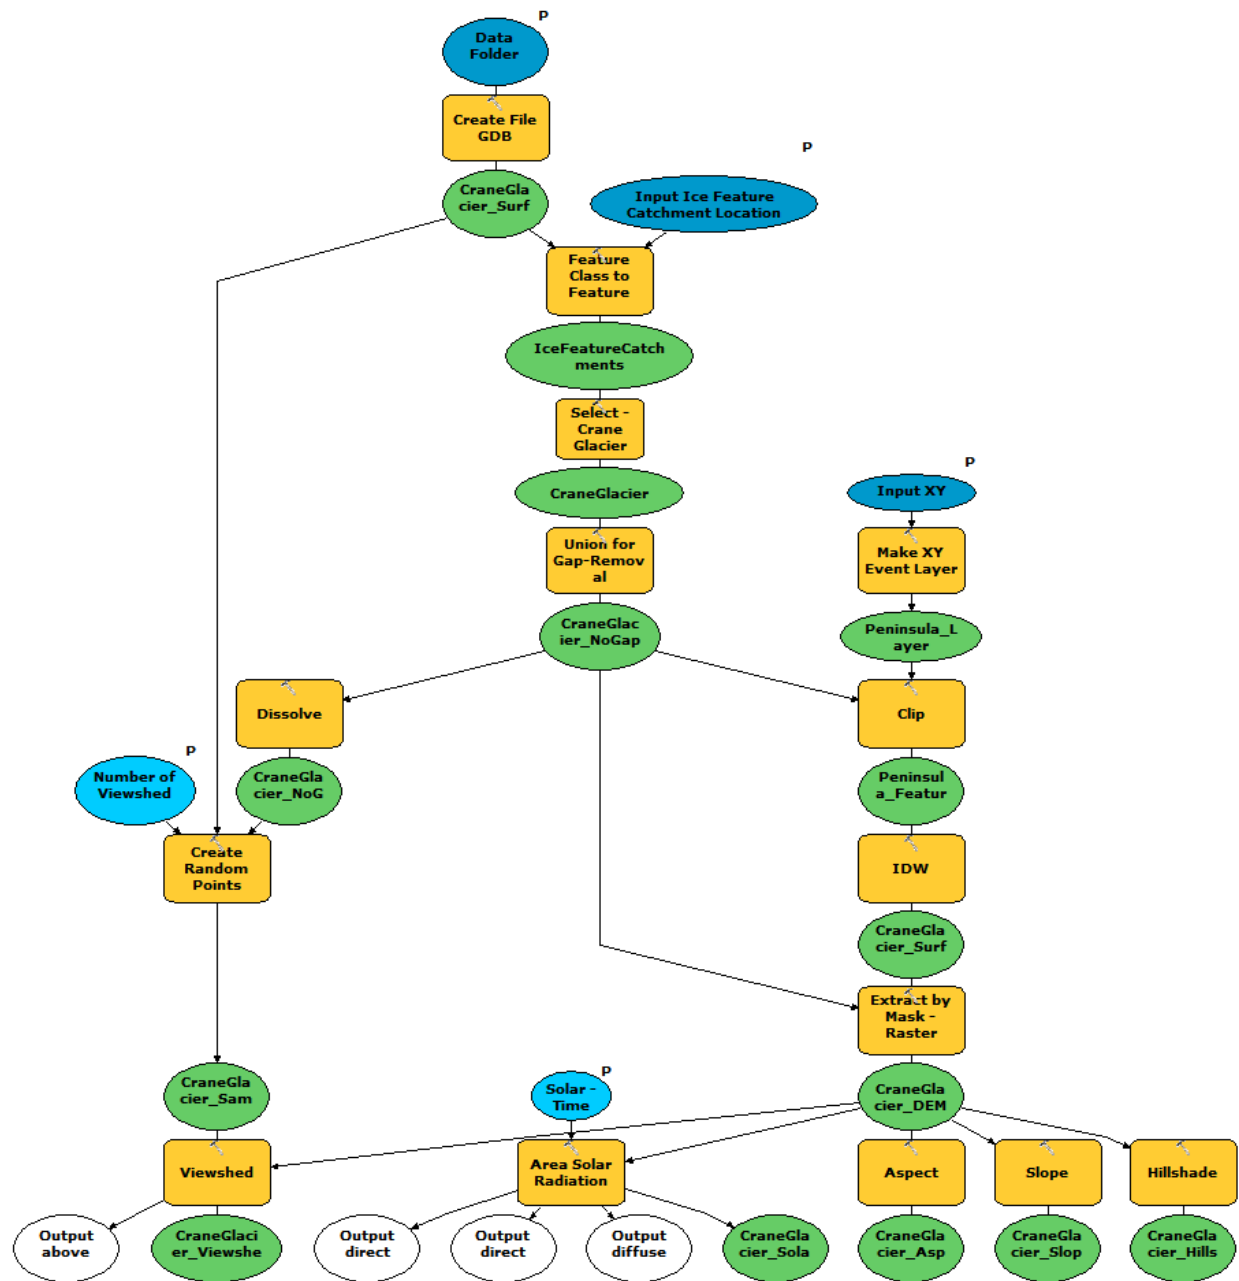 P
Data
Folder
Create File
GDB
P
CraneGla
cier_Surf
Input Ice Feature
Catchment Location
Feature
Class to
Feature
IceFeatureCatch
ments
Select -
Crane
Glacier
P
CraneGlacier
Input XY
Union for
Gap-Remov
al
Make XY
Event Layer
CraneGlac
ier_NoGap
Peninsula_L
ayer
Dissolve
Clip
P
Number of
Viewshed
CraneGla
cier_NoG
Peninsul
a_Featur
Create
Random
Points
IDW
CraneGla
cier_Surf
Extract by
Mask -
Raster
P
CraneGla
cier_Sam
Solar -
Time
CraneGla
cier_DEM
Viewshed
Area Solar
Radiation
Aspect
Slope
Hillshade
Output
above
CraneGlaci
er_Viewshe
Output
direct
Output
direct
Output
diffuse
CraneGla
cier_Sola
CraneGla
cier_Asp
CraneGla
cier_Slop
CraneGla
cier_Hills